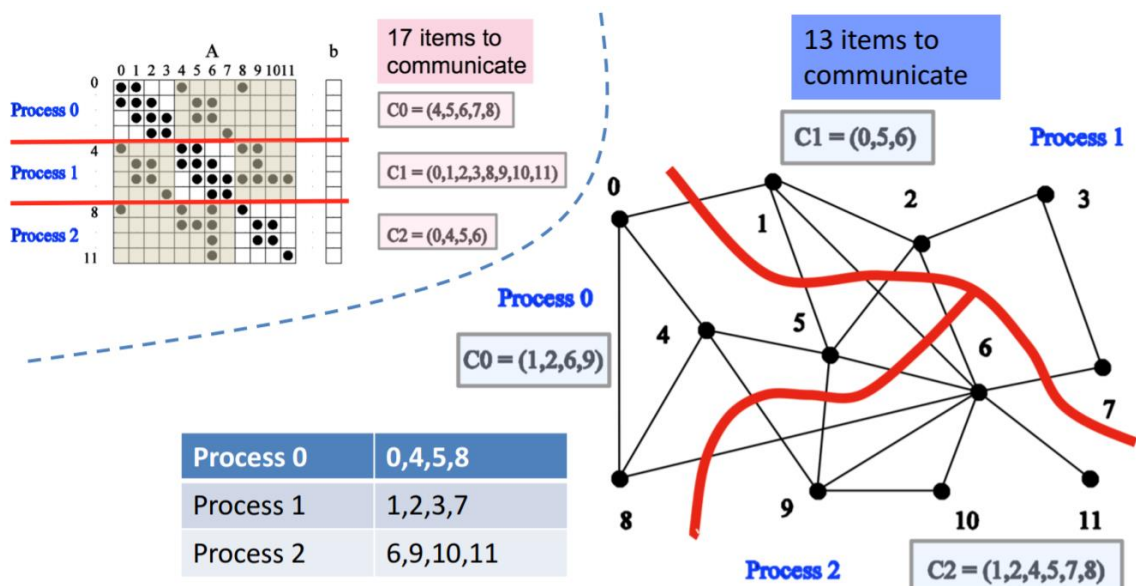 17 items to
communicate
A
b
0 1 2 3 4 5 6 7 8 9 10 11
0
Process 0
C0 = (4,5,6,7,8)
4
Process 1
C1 = (0,1,2,3,8,9,10,11)
8
Process 2
C2 = (0,4,5,6)
11
13 items to
communicate
C1 = (0,5,6)
Process 1
0
1
2
3
Process 0
4
5
6
C0 = (1,2,6,9)
7
8
9
10
11
Process 2
C2 = (1,2,4,5,7,8)
Process 0 0,4,5,8
Process 1 1,2,3,7
Process 2 6,9,10,11